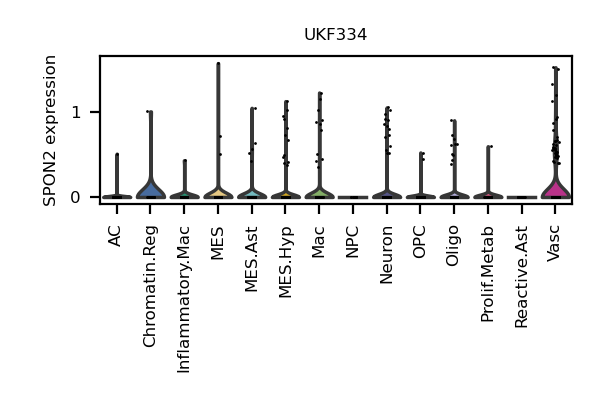 UKF334
SPON2 expression
1
0
AC
Chromatin.Reg
Inflammatory.Mac
MES
MES.Ast
MES.Hyp
Mac
NPC
Neuron
OPC
Oligo
Prolif.Metab
Reactive.Ast
Vasc